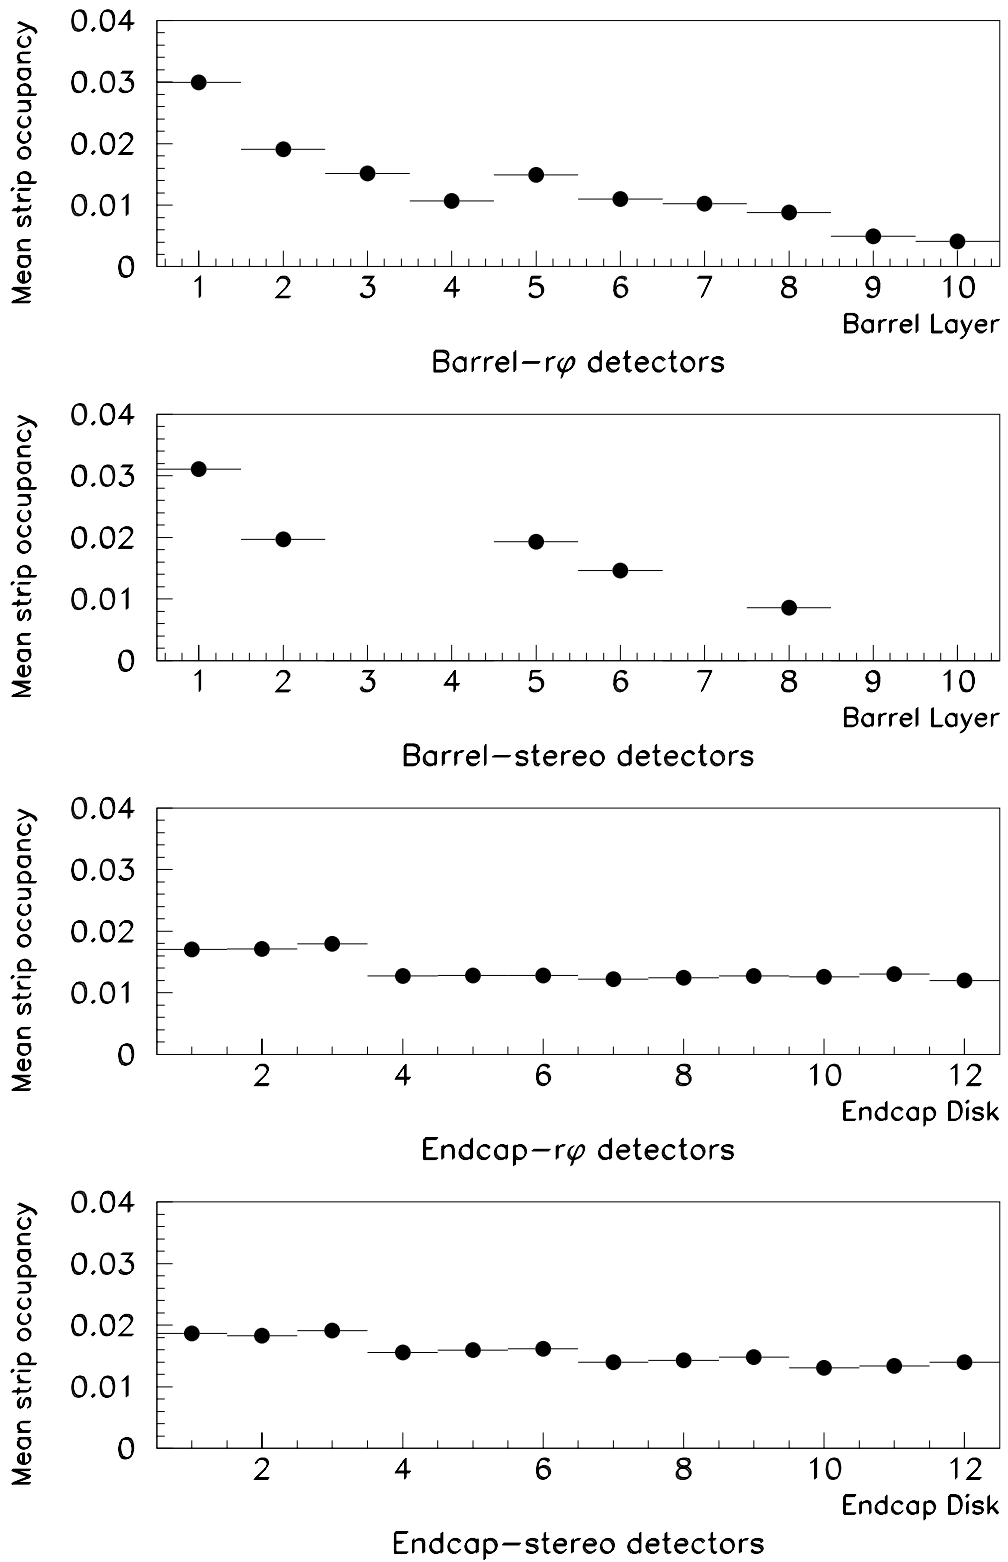 Mean strip occupancy
0.04
0.03
0.02
0.01
0
1 2 3 4 5 6 7 8 9 10
Barrel Layer
Barrel−rφ detectors
Mean strip occupancy
0.04
0.03
0.02
0.01
0
1 2 3 4 5 6 7 8 9 10
Barrel Layer
Barrel−stereo detectors
Mean strip occupancy
0.04
0.03
0.02
0.01
0
2 4 6 8 10 12
Endcap Disk
Endcap−rφ detectors
Mean strip occupancy
0.04
0.03
0.02
0.01
0
2 4 6 8 10 12
Endcap Disk
Endcap−stereo detectors